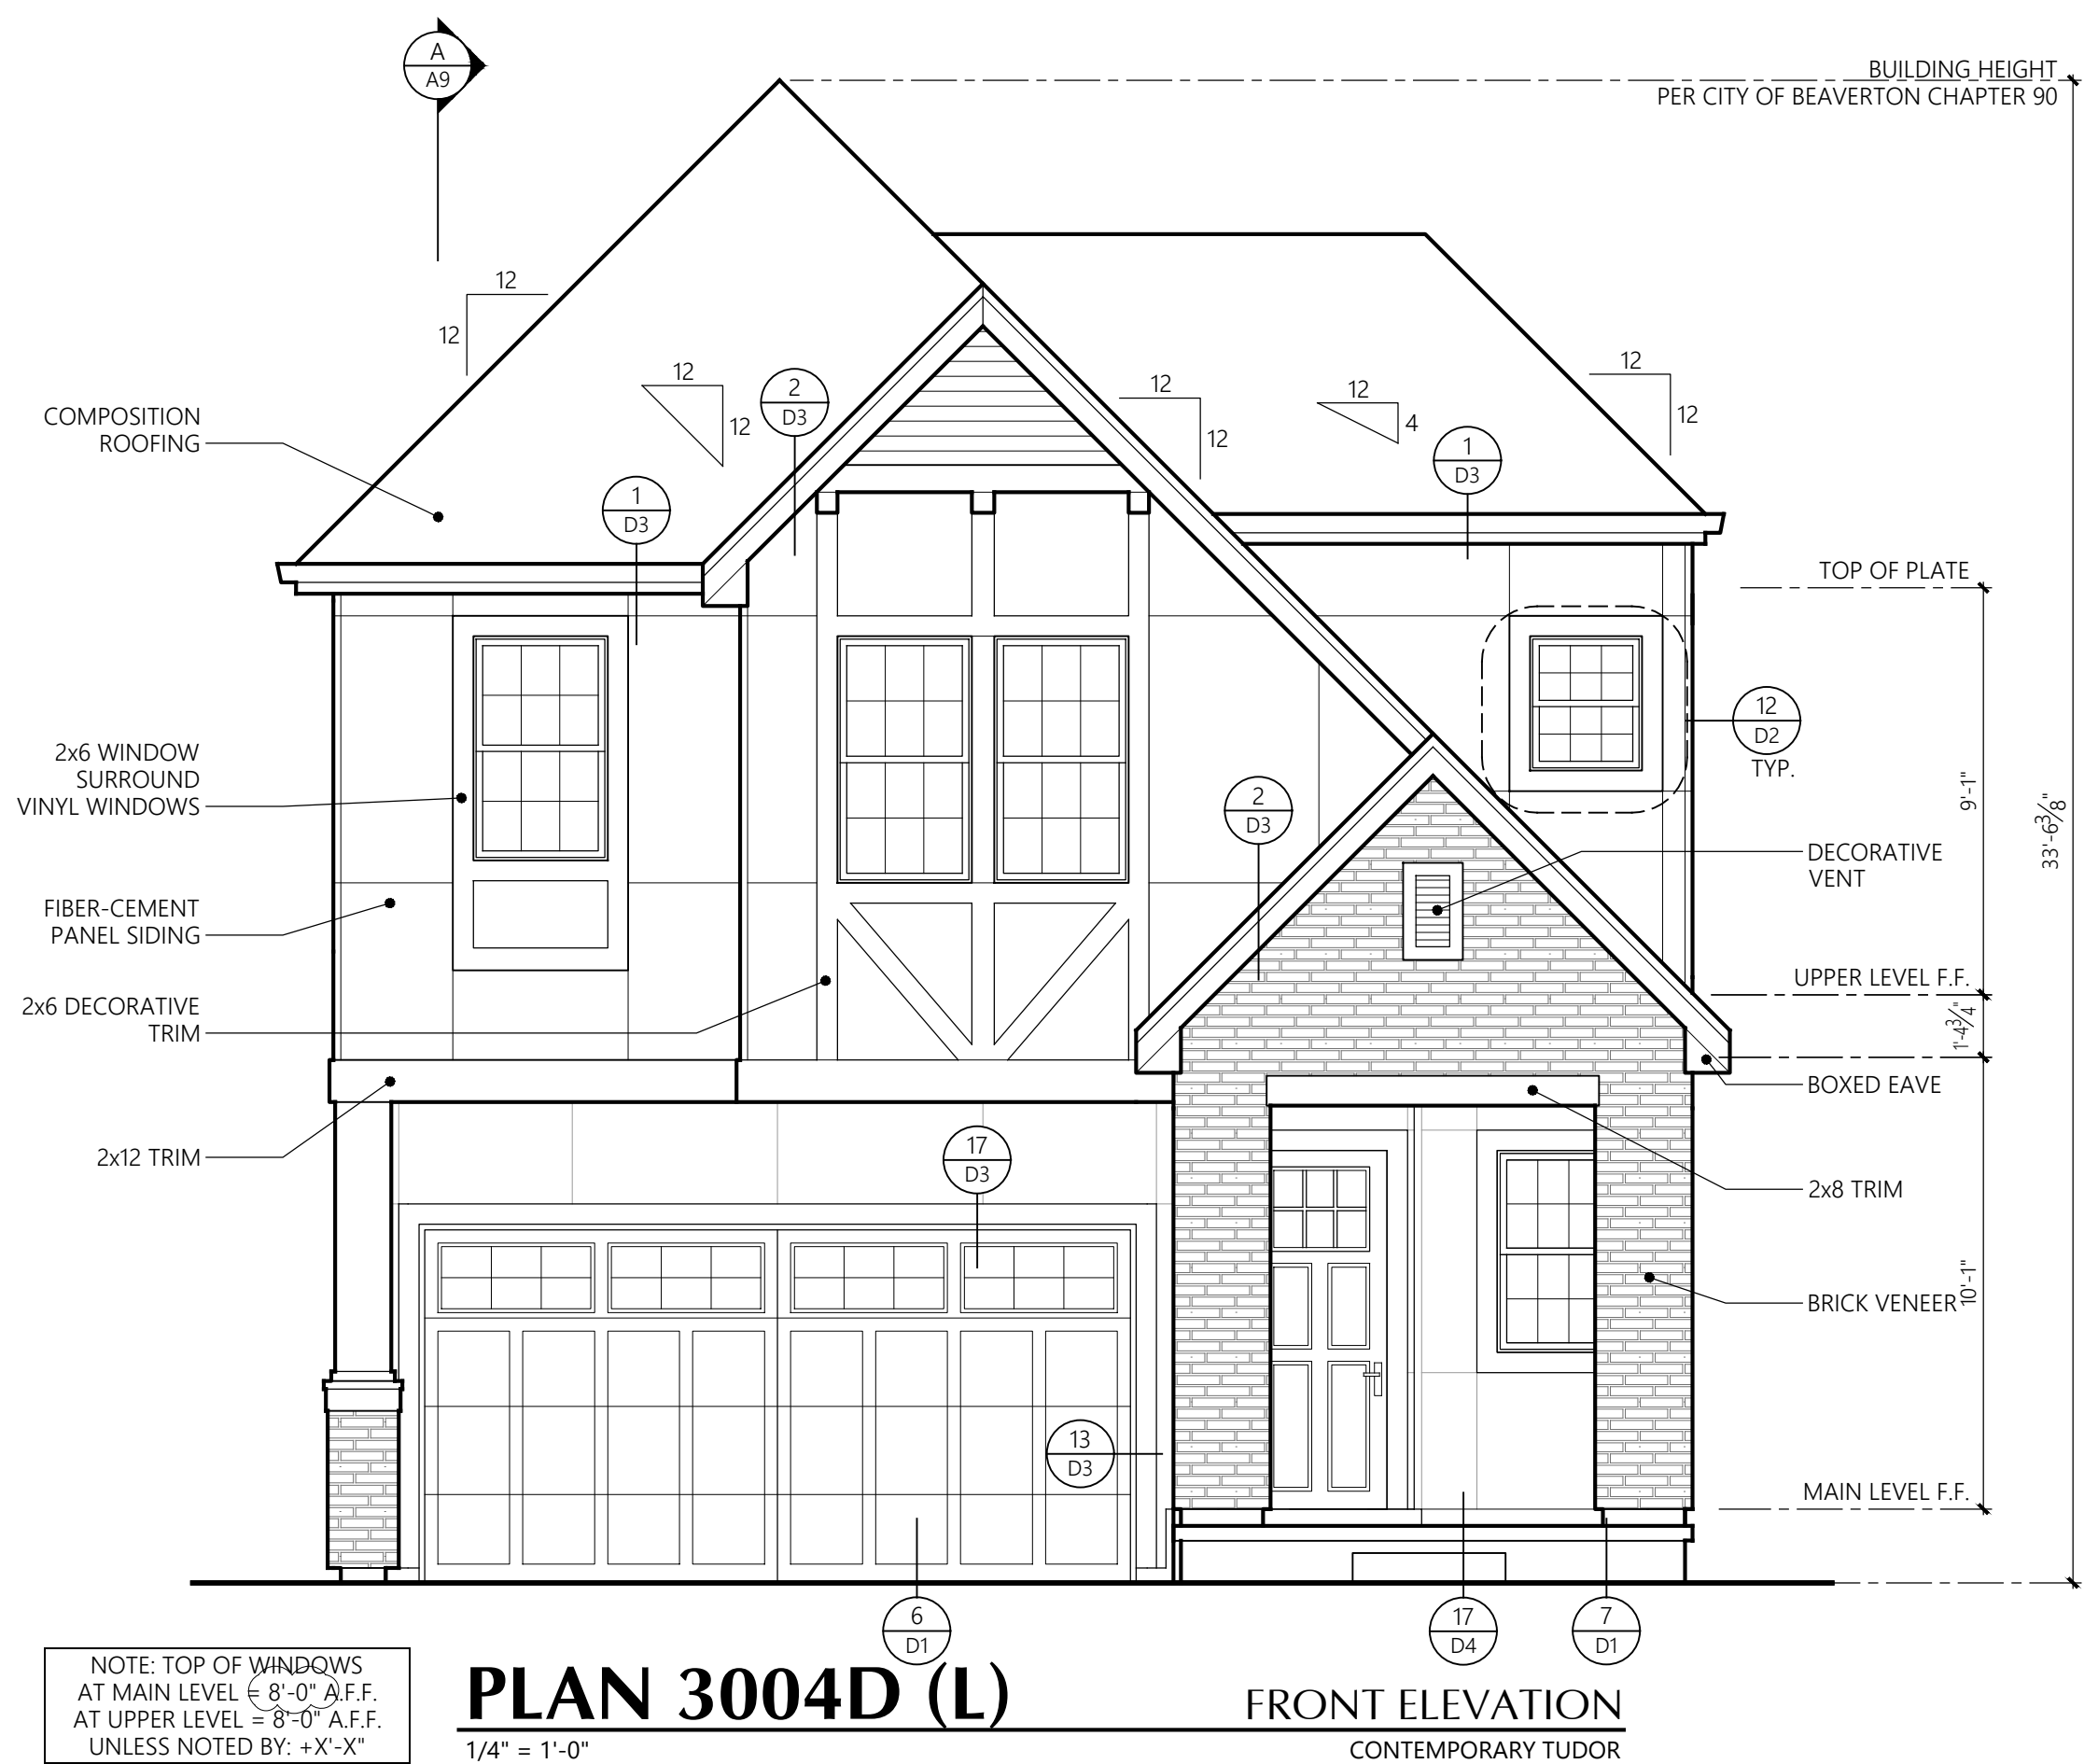 A
A9
BUILDING HEIGHT
PER CITY OF BEAVERTON CHAPTER 90
12
12
12
12
2
D3
12
12
12
4
12
12
1
D3
COMPOSITION
ROOFING
1
D3
TOP OF PLATE
12
D2
TYP.
2x6 WINDOW
SURROUND
VINYL WINDOWS
2
D3
9'-1"
33'-6 3/8"
DECORATIVE
VENT
FIBER-CEMENT
PANEL SIDING
UPPER LEVEL F.F.
2x6 DECORATIVE
TRIM
1'-4 3/4"
BOXED EAVE
2x12 TRIM
17
D3
2x8 TRIM
10'-1"
BRICK VENEER
13
D3
MAIN LEVEL F.F.
6
D1
17
D4
7
D1
NOTE: TOP OF WINDOWS
AT MAIN LEVEL = 8'-0" A.F.F.
AT UPPER LEVEL = 8'-0" A.F.F.
UNLESS NOTED BY: +X'-X"
PLAN 3004D (L)
FRONT ELEVATION
1/4" = 1'-0"
CONTEMPORARY TUDOR